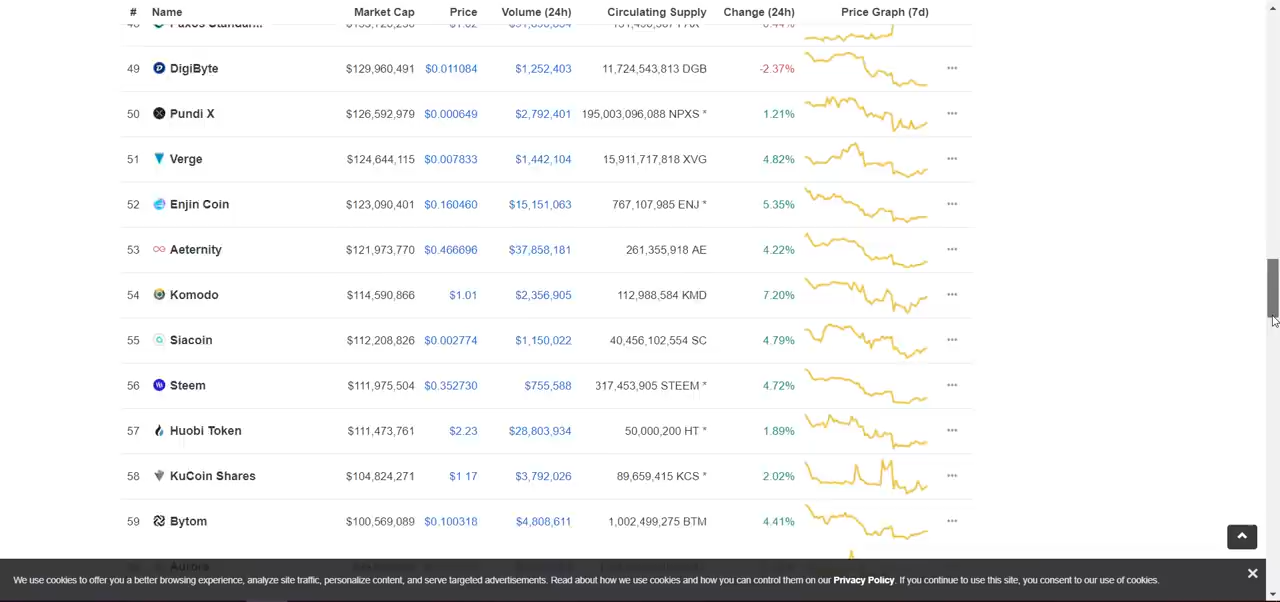 # Name Market Cap Price Volume (24h) Circulating Supply Change (24h) Price Graph (7d)
49 DigiByte $129,960,491 $0.011084 $1,252,403 11,724,543,813 DGB -2.37%
50 Pundi X $126,592,979 $0.000649 $2,792,401 195,003,096,088 NPXS * 1.21%
51 Verge $124,644,115 $0.007833 $1,442,104 15,911,717,818 XVG 4.82%
52 Enjin Coin $123,090,401 $0.160460 $15,151,063 767,107,985 ENJ * 5.35%
53 Aeternity $121,973,770 $0.466696 $37,858,181 261,355,918 AE 4.22%
54 Komodo $114,590,866 $1.01 $2,356,905 112,988,584 KMD 7.20%
55 Siacoin $112,208,826 $0.002774 $1,150,022 40,456,102,554 SC 4.79%
56 Steem $111,975,504 $0.352730 $755,588 317,453,905 STEEM * 4.72%
57 Huobi Token $111,473,761 $2.23 $28,803,934 50,000,200 HT * 1.89%
58 KuCoin Shares $104,824,271 $1.17 $3,792,026 89,659,415 KCS * 2.02%
59 Bytom $100,569,089 $0.100318 $4,808,611 1,002,499,275 BTM 4.41%
Aurora
We use cookies to offer you a better browsing experience, analyze site traffic, personalize content, and serve targeted advertisements. Read about how we use cookies and how you can control them on our Privacy Policy. If you continue to use this site, you consent to our use of cookies.